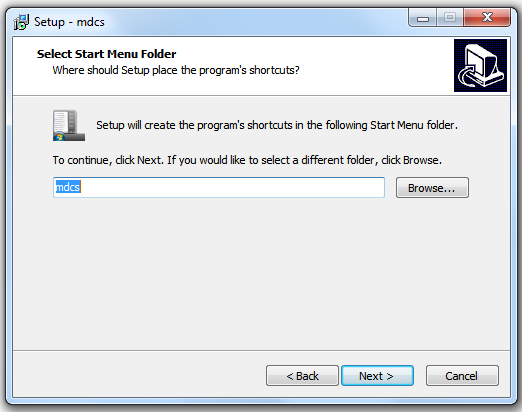 Setup - mdcs
Select Start Menu Folder
Where should Setup place the program's shortcuts?
Setup will create the program's shortcuts in the following Start Menu folder.
To continue, click Next. If you would like to select a different folder, click Browse.
mdcs
Browse...
< Back
Next >
Cancel